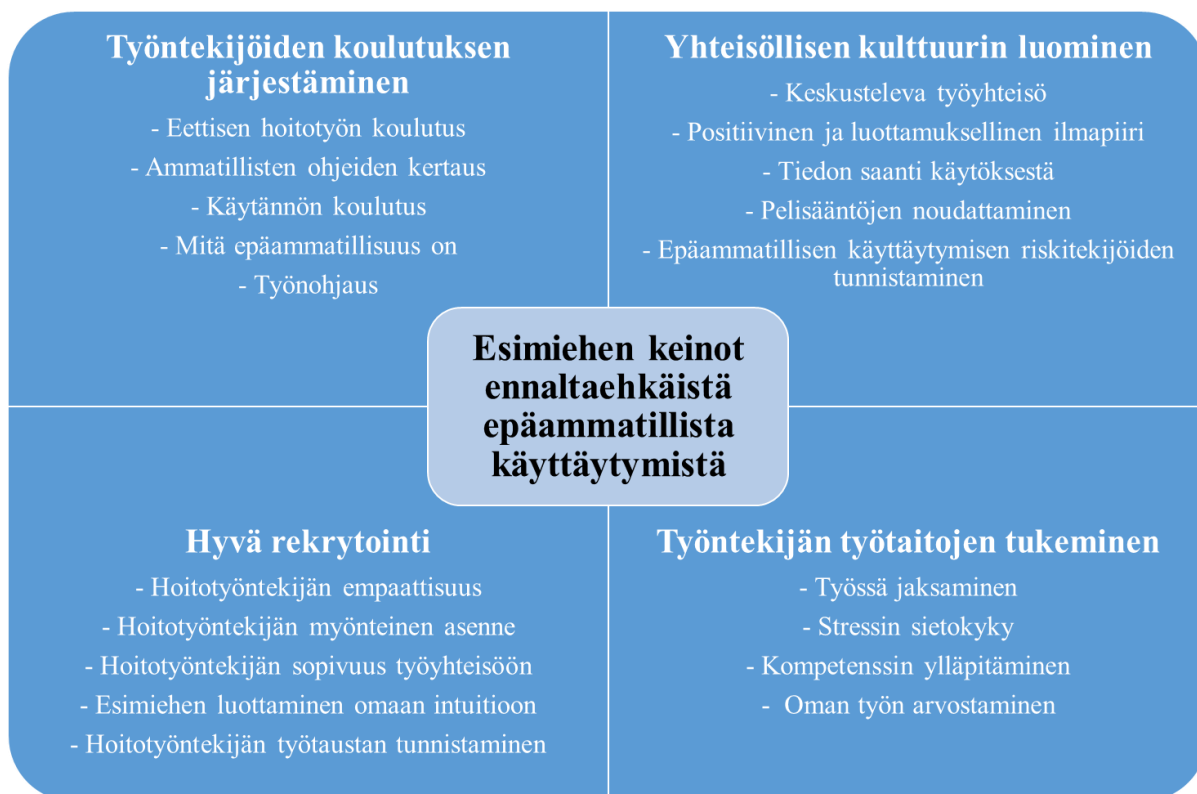 Työntekijöiden koulutuksen
järjestäminen
- Eettisen hoitotyön koulutus
- Ammatillisten ohjeiden kertaus
- Käytännön koulutus
- Mitä epäammatillisuus on
- Työnohjaus
Yhteisöllisen kulttuurin luominen
- Keskusteleva työyhteisö
- Positiivinen ja luottamuksellinen ilmapiiri
- Tiedon saanti käytöksestä
- Pelisääntöjen noudattaminen
- Epäammatillisen käyttäytymisen riskitekijöiden
tunnistaminen
Esimiehen keinot
ennaltaehkäistä
epäammatillista
käyttäytymistä
Hyvä rekrytointi
- Hoitotyöntekijän empaattisuus
- Hoitotyöntekijän myönteinen asenne
- Hoitotyöntekijän sopivuus työyhteisöön
- Esimiehen luottaminen omaan intuitioon
- Hoitotyöntekijän työtaustan tunnistaminen
Työntekijän työtaitojen tukeminen
- Työssä jaksaminen
- Stressin sietokyky
- Kompetenssin ylläpitäminen
- Oman työn arvostaminen